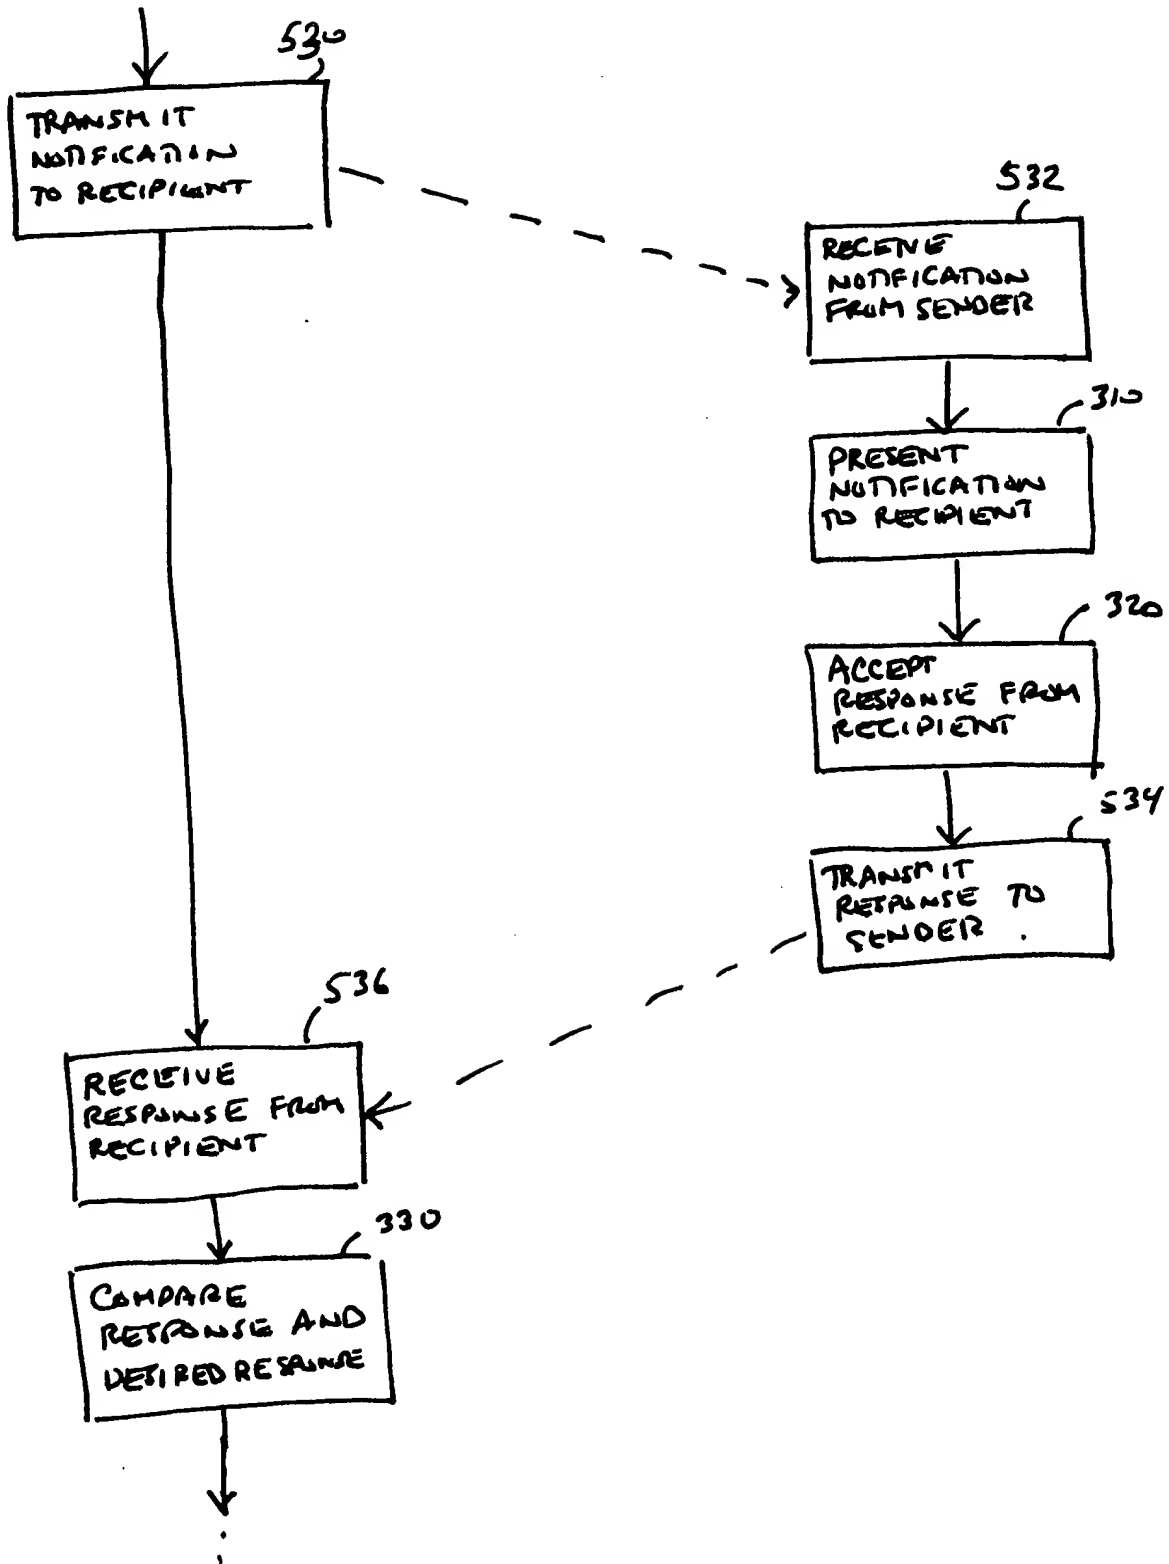 530
TRANSMIT
NOTIFICATION
TO RECIPIENT
532
RECEIVE
NOTIFICATION
FROM SENDER
310
PRESENT
NOTIFICATION
TO RECIPIENT
320
ACCEPT
RESPONSE FROM
RECIPIENT
534
TRANSMIT
RESPONSE TO
SENDER
536
RECEIVE
RESPONSE FROM
RECIPIENT
330
COMPARE
RESPONSE AND
DESIRED RESPONSE